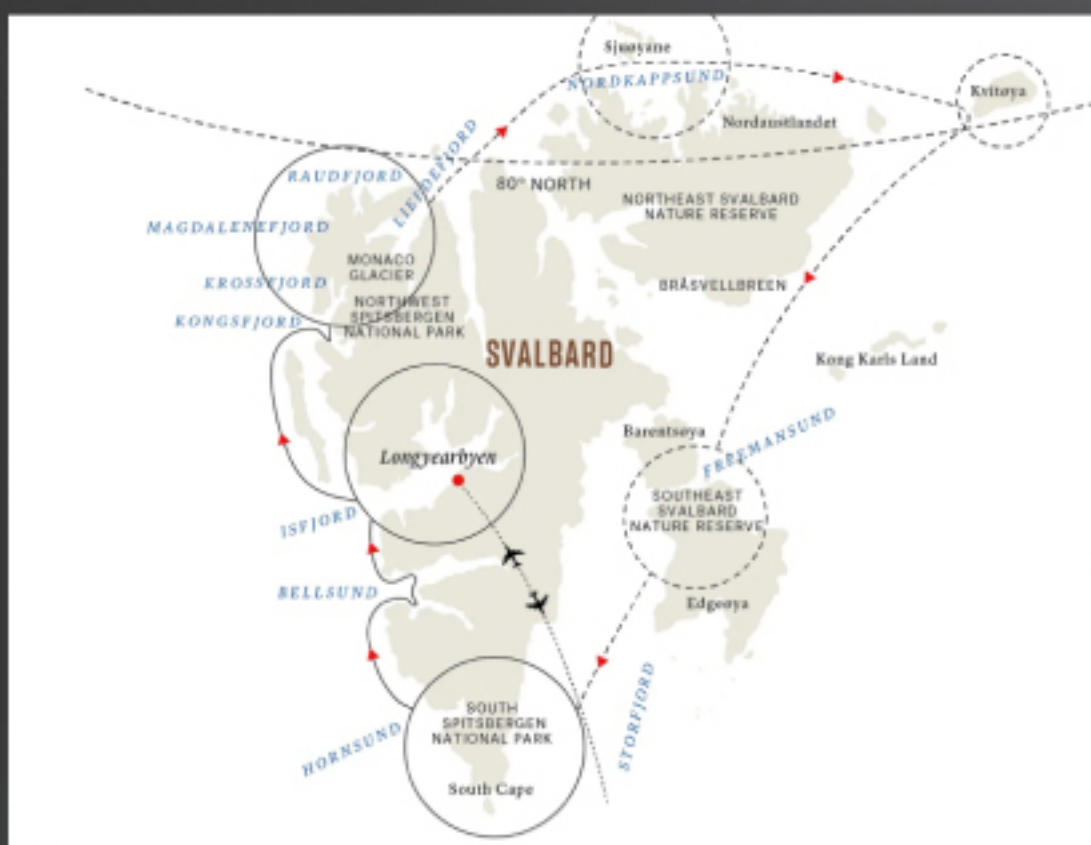 Sjuøyane
NORDKAPPSUND
Kvitøya
Nordaustlandet
LIEFDEFJORD
RAUDFJORD
80° NORTH
NORTHEAST SVALBARD
NATURE RESERVE
MAGDALENEFJORD
MONACO
GLACIER
KROSSFJORD
BRÅSVELLBREEN
NORTHWEST
SPITSBERGEN
NATIONAL PARK
KONGSFJORD
SVALBARD
Kong Karls Land
Barentsøya
FREEMANSUND
Longyearbyen
SOUTHEAST
SVALBARD
NATURE RESERVE
ISFJORD
BELLSUND
Edgeøya
STORFJORD
SOUTH
SPITSBERGEN
NATIONAL PARK
HORNSUND
South Cape